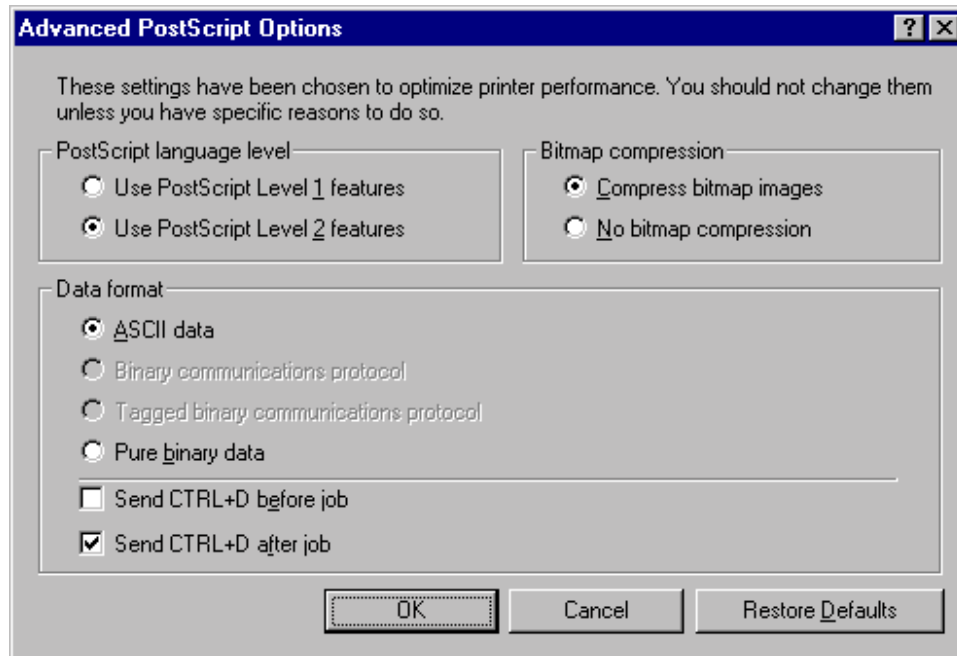 Advanced PostScript Options
These settings have been chosen to optimize printer performance. You should not change them
unless you have specific reasons to do so.
PostScript language level
Use PostScript Level 1 features
Use PostScript Level 2 features
Bitmap compression
Compress bitmap images
No bitmap compression
Data format
ASCII data
Binary communications protocol
Tagged binary communications protocol
Pure binary data
Send CTRL+D before job
Send CTRL+D after job
OK
Cancel
Restore Defaults